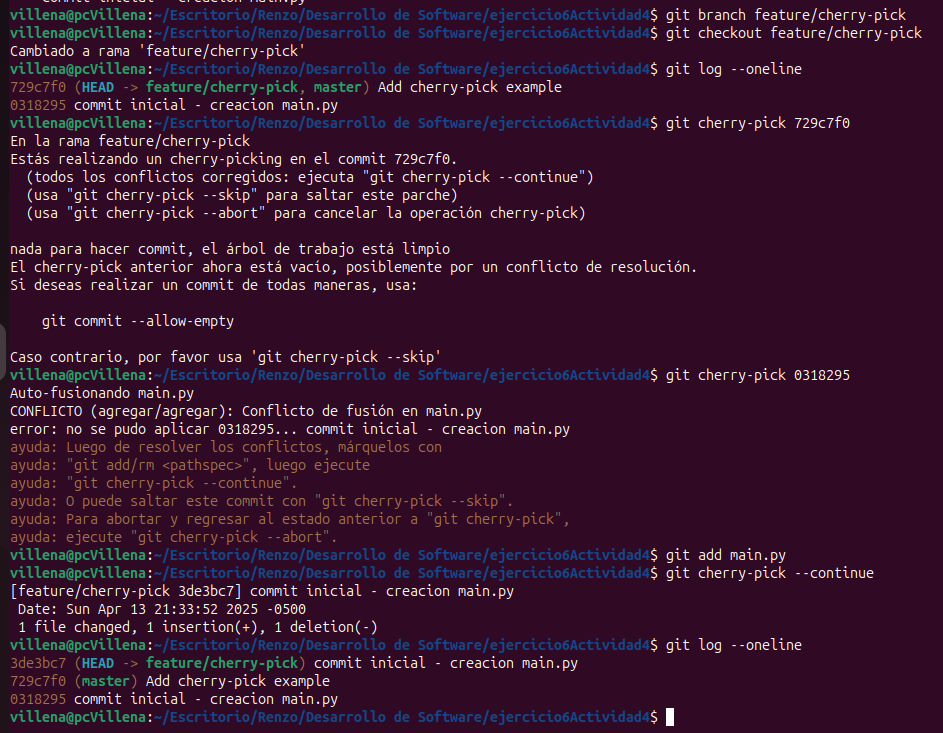 commit inicial - creacion main.py
villena@pcVillena:~/Escritorio/Renzo/Desarrollo de Software/ejercicio6Actividad4$ git branch feature/cherry-pick
villena@pcVillena:~/Escritorio/Renzo/Desarrollo de Software/ejercicio6Actividad4$ git checkout feature/cherry-pick
Cambiado a rama 'feature/cherry-pick'
villena@pcVillena:~/Escritorio/Renzo/Desarrollo de Software/ejercicio6Actividad4$ git log --oneline
729c7f0 (HEAD -> feature/cherry-pick, master) Add cherry-pick example
0318295 commit inicial - creacion main.py
villena@pcVillena:~/Escritorio/Renzo/Desarrollo de Software/ejercicio6Actividad4$ git cherry-pick 729c7f0
En la rama feature/cherry-pick
Estás realizando un cherry-picking en el commit 729c7f0.
  (todos los conflictos corregidos: ejecuta "git cherry-pick --continue")
  (usa "git cherry-pick --skip" para saltar este parche)
  (usa "git cherry-pick --abort" para cancelar la operación cherry-pick)

nada para hacer commit, el árbol de trabajo está limpio
El cherry-pick anterior ahora está vacío, posiblemente por un conflicto de resolución.
Si deseas realizar un commit de todas maneras, usa:

    git commit --allow-empty

Caso contrario, por favor usa 'git cherry-pick --skip'
villena@pcVillena:~/Escritorio/Renzo/Desarrollo de Software/ejercicio6Actividad4$ git cherry-pick 0318295
Auto-fusionando main.py
CONFLICTO (agregar/agregar): Conflicto de fusión en main.py
error: no se pudo aplicar 0318295... commit inicial - creacion main.py
ayuda: Luego de resolver los conflictos, márquelos con
ayuda: "git add/rm <pathspec>", luego ejecute
ayuda: "git cherry-pick --continue".
ayuda: O puede saltar este commit con "git cherry-pick --skip".
ayuda: Para abortar y regresar al estado anterior a "git cherry-pick",
ayuda: ejecute "git cherry-pick --abort".
villena@pcVillena:~/Escritorio/Renzo/Desarrollo de Software/ejercicio6Actividad4$ git add main.py
villena@pcVillena:~/Escritorio/Renzo/Desarrollo de Software/ejercicio6Actividad4$ git cherry-pick --continue
[feature/cherry-pick 3de3bc7] commit inicial - creacion main.py
 Date: Sun Apr 13 21:33:52 2025 -0500
 1 file changed, 1 insertion(+), 1 deletion(-)
villena@pcVillena:~/Escritorio/Renzo/Desarrollo de Software/ejercicio6Actividad4$ git log --oneline
3de3bc7 (HEAD -> feature/cherry-pick) commit inicial - creacion main.py
729c7f0 (master) Add cherry-pick example
0318295 commit inicial - creacion main.py
villena@pcVillena:~/Escritorio/Renzo/Desarrollo de Software/ejercicio6Actividad4$